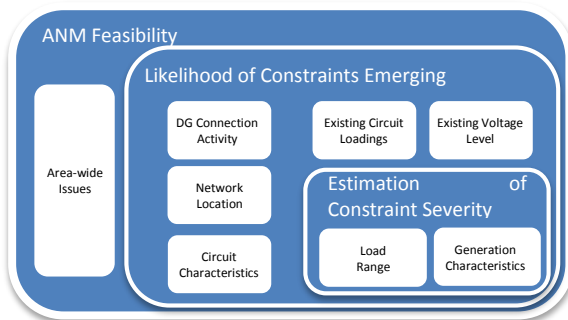 ANM Feasibility
Likelihood of Constraints Emerging
Area-wide
Issues
DG Connection
Activity
Existing Circuit
Loadings
Existing Voltage
Level
Network
Location
Estimation of
Constraint Severity
Circuit
Characteristics
Load
Range
Generation
Characteristics